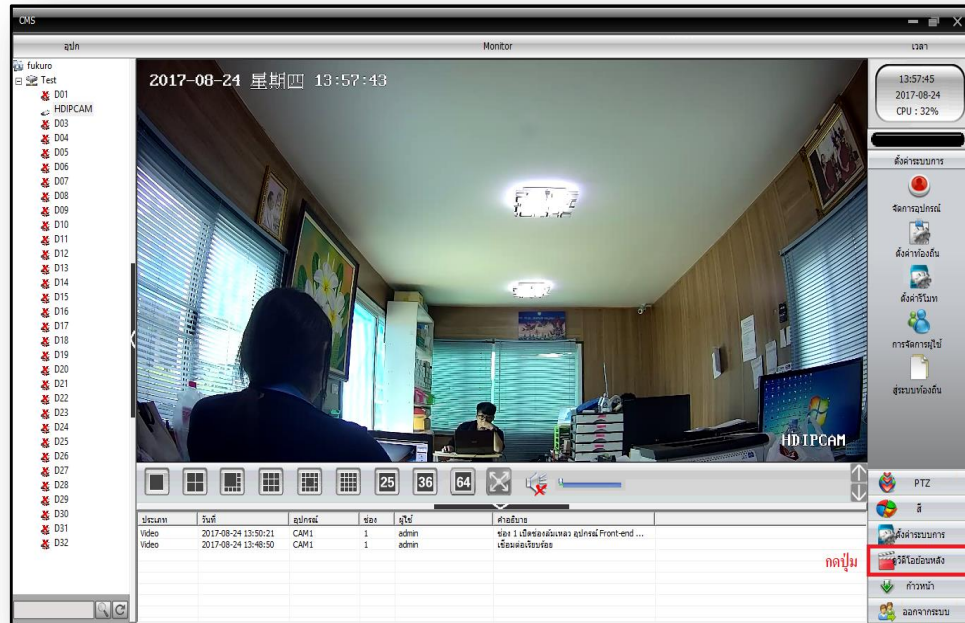 CMS
อุปก
Monitor
เวลา
fukuro
Test
D01
HDIPCAM
D03
D04
D05
D06
D07
D08
D09
D10
D11
D12
D13
D14
D15
D16
D17
D18
D19
D20
D21
D22
D23
D24
D25
D26
D27
D28
D29
D30
D31
D32
2017-08-24 星期四 13:57:43
HDIPCAM
13:57:45
2017-08-24
CPU : 32%
ตั้งค่าระบบการ
จัดการอุปกรณ์
ตั้งค่าท้องถิ่น
ตั้งค่ารีโมท
การจัดการผู้ใช้
สู่ระบบท้องถิ่น
25 36 64
ประเภท วันที่ อุปกรณ์ ช่อง ผู้ใช้ คำอธิบาย
Video 2017-08-24 13:50:21 CAM1 1 admin ช่อง 1 เปิดช่องล้มเหลว อุปกรณ์ Front-end ...
Video 2017-08-24 13:48:50 CAM1 1 admin เชื่อมต่อเรียบร้อย
PTZ
สี
ตั้งค่าระบบการ
กดปุ่ม
ดูวิดีโอย้อนหลัง
ก้าวหน้า
ออกจากระบบ